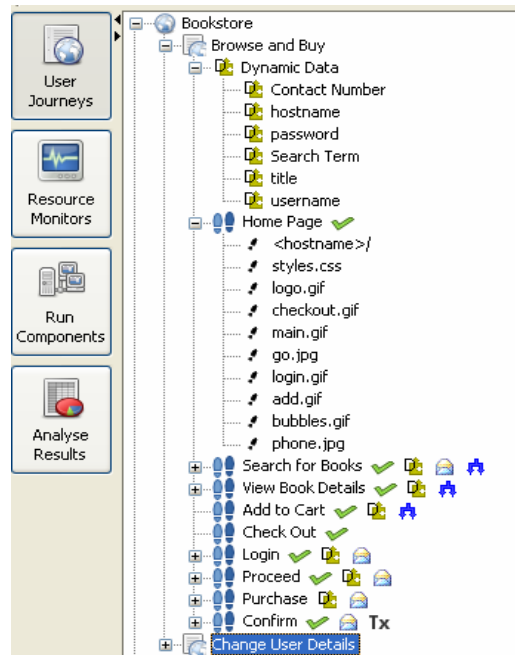 User
Journeys
Resource
Monitors
Run
Components
Analyse
Results
Bookstore
Browse and Buy
Dynamic Data
Contact Number
hostname
password
Search Term
title
username
Home Page
<hostname>/
styles.css
logo.gif
checkout.gif
main.gif
go.jpg
login.gif
add.gif
bubbles.gif
phone.jpg
Search for Books
View Book Details
Add to Cart
Check Out
Login
Proceed
Purchase
Confirm Tx
Change User Details